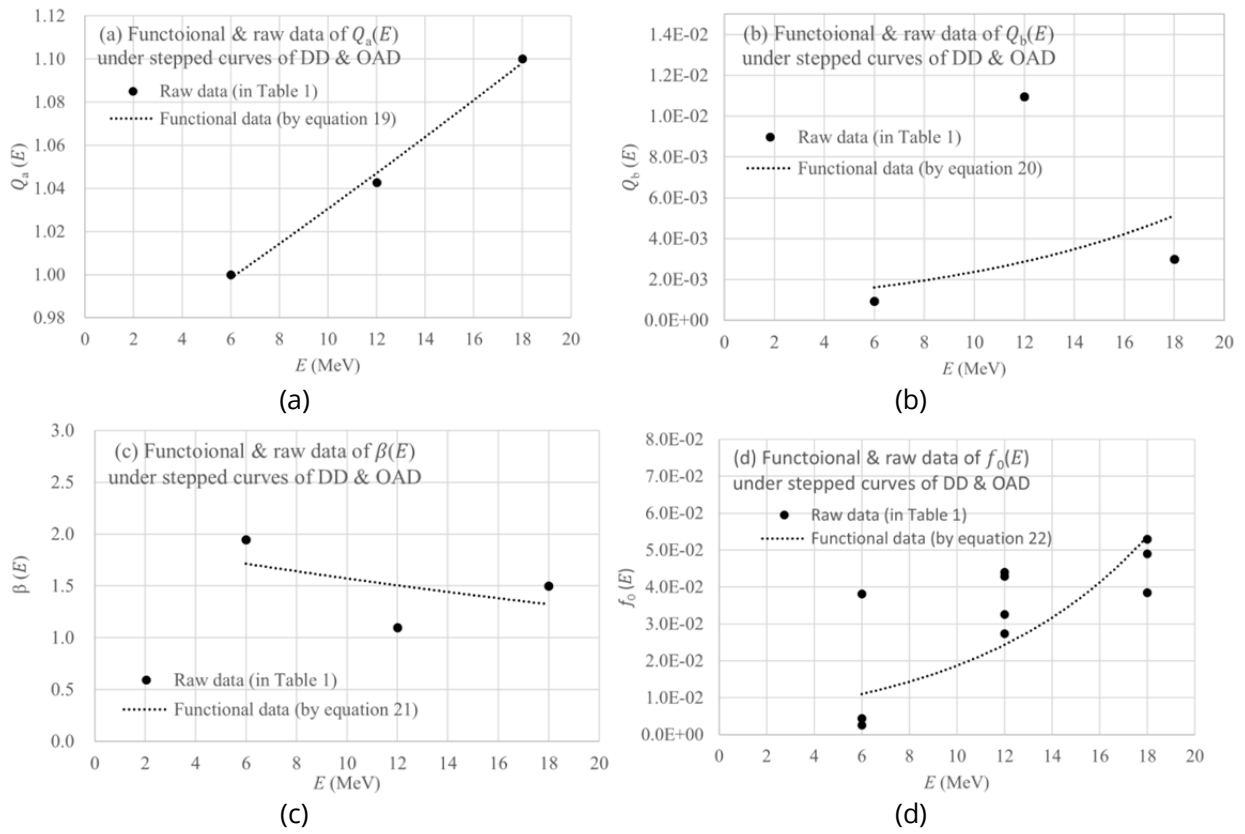 (a) Functoional & raw data of Qa(E)
under stepped curves of DD & OAD
Raw data (in Table 1)
Functional data (by equation 19)
1.12
1.10
1.08
1.06
1.04
1.02
1.00
0.98
Qa (E)
0 2 4 6 8 10 12 14 16 18 20
E (MeV)
(a)
(b) Functoional & raw data of Qb(E)
under stepped curves of DD & OAD
Raw data (in Table 1)
Functional data (by equation 20)
1.4E-02
1.2E-02
1.0E-02
8.0E-03
6.0E-03
4.0E-03
2.0E-03
0.0E+00
Qb (E)
0 2 4 6 8 10 12 14 16 18 20
E (MeV)
(b)
(c) Functoional & raw data of β(E)
under stepped curves of DD & OAD
Raw data (in Table 1)
Functional data (by equation 21)
3.0
2.5
2.0
1.5
1.0
0.5
0.0
β (E)
0 2 4 6 8 10 12 14 16 18 20
E (MeV)
(c)
(d) Functoional & raw data of f0(E)
under stepped curves of DD & OAD
Raw data (in Table 1)
Functional data (by equation 22)
8.0E-02
7.0E-02
6.0E-02
5.0E-02
4.0E-02
3.0E-02
2.0E-02
1.0E-02
0.0E+00
f0 (E)
0 2 4 6 8 10 12 14 16 18 20
E (MeV)
(d)